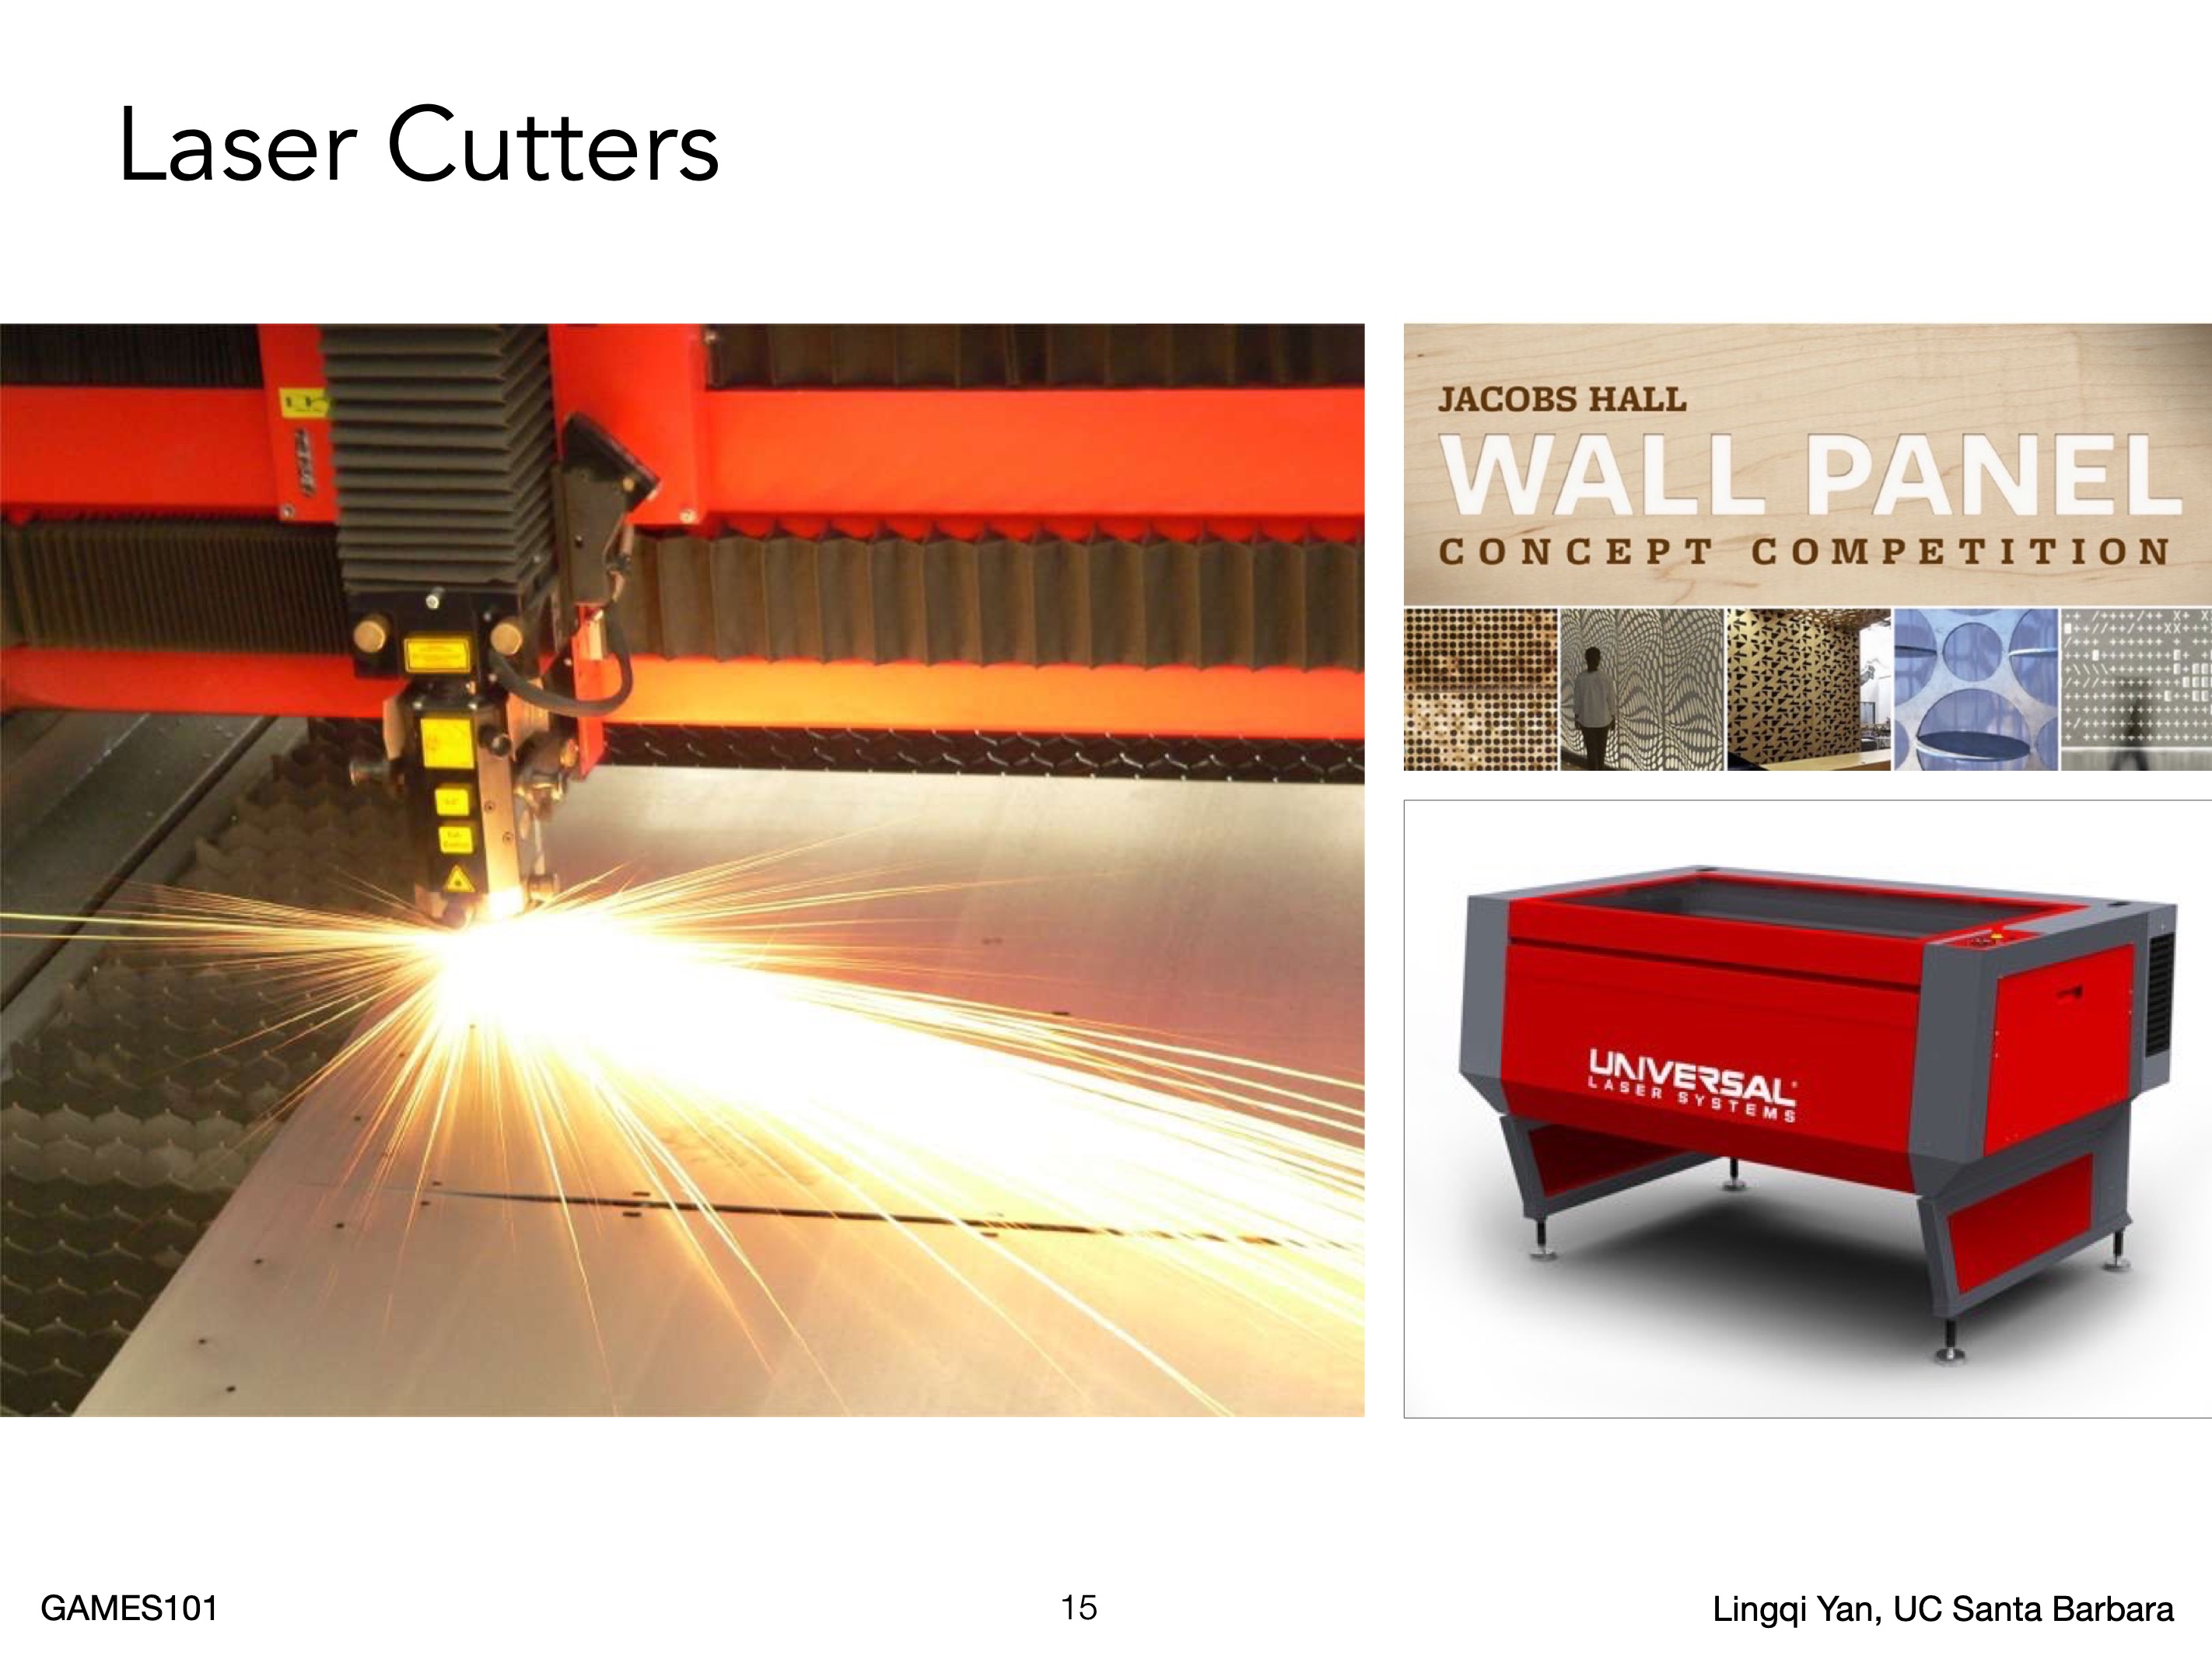 Laser Cutters
JACOBS HALL
WALL PANEL
CONCEPT COMPETITION
UNIVERSAL
LASER SYSTEMS
GAMES101
15
Lingqi Yan, UC Santa Barbara